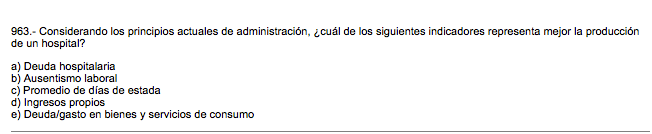 963.- Considerando los principios actuales de administración, ¿cuál de los siguientes indicadores representa mejor la producción
de un hospital?
a) Deuda hospitalaria
b) Ausentismo laboral
c) Promedio de días de estada
d) Ingresos propios
e) Deuda/gasto en bienes y servicios de consumo